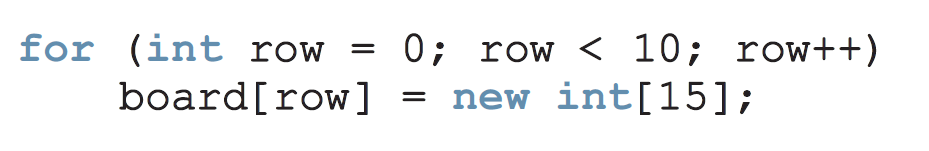 for (int row = 0; row < 10; row++)
board[row] = new int[15];